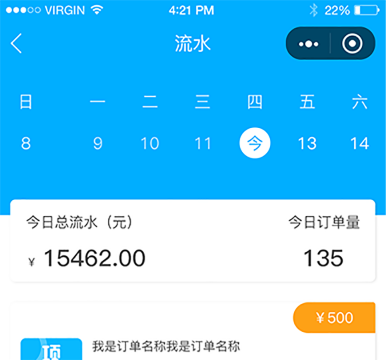 VIRGIN 4:21 PM 22%
流水
日 一 二 三 四 五 六
8 9 10 11 今 13 14
今日总流水（元） 今日订单量
¥ 15462.00 135
¥ 500
我是订单名称我是订单名称